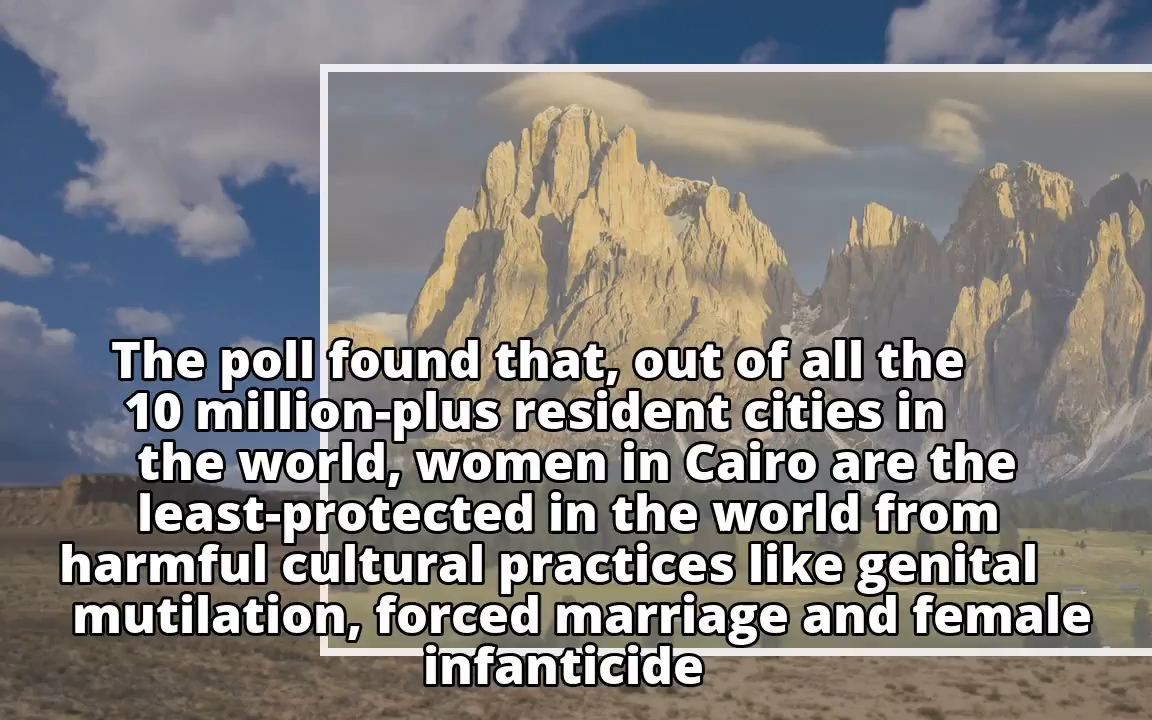 The poll found that, out of all the
10 million-plus resident cities in
the world, women in Cairo are the
least-protected in the world from
harmful cultural practices like genital
mutilation, forced marriage and female
infanticide